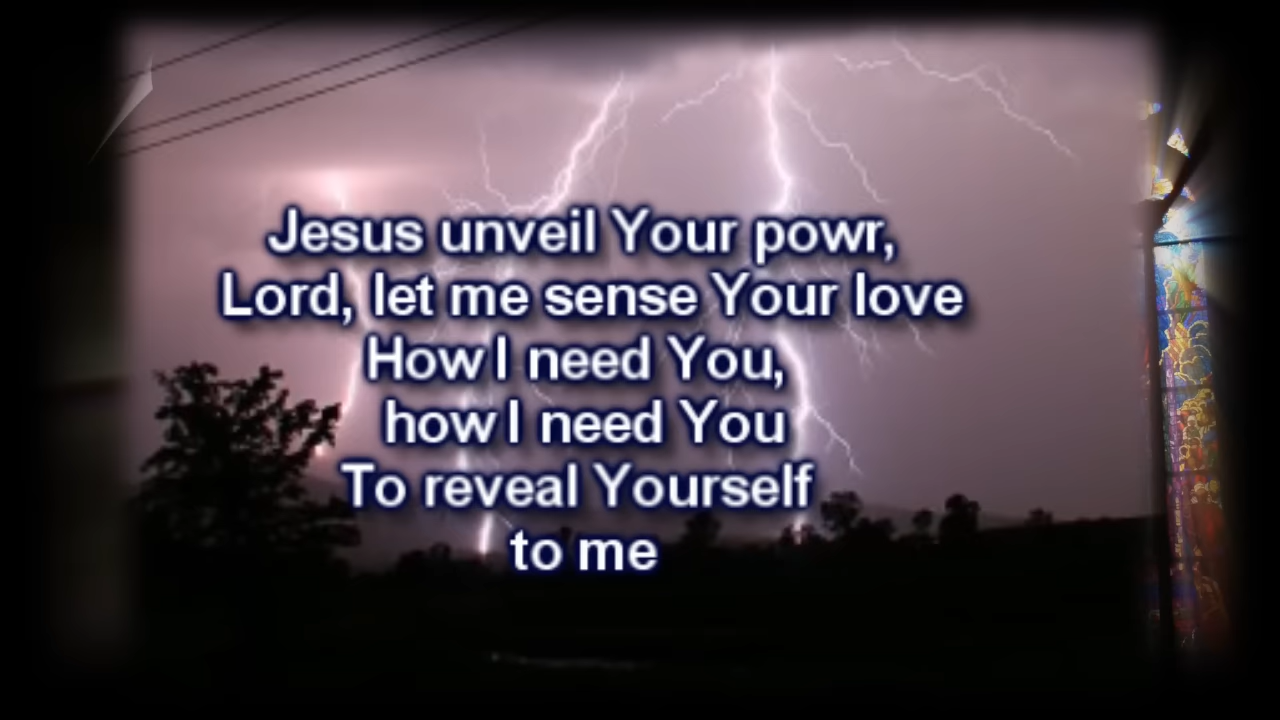 Jesus unveil Your powr,
Lord, let me sense Your love
How I need You,
how I need You
To reveal Yourself
to me